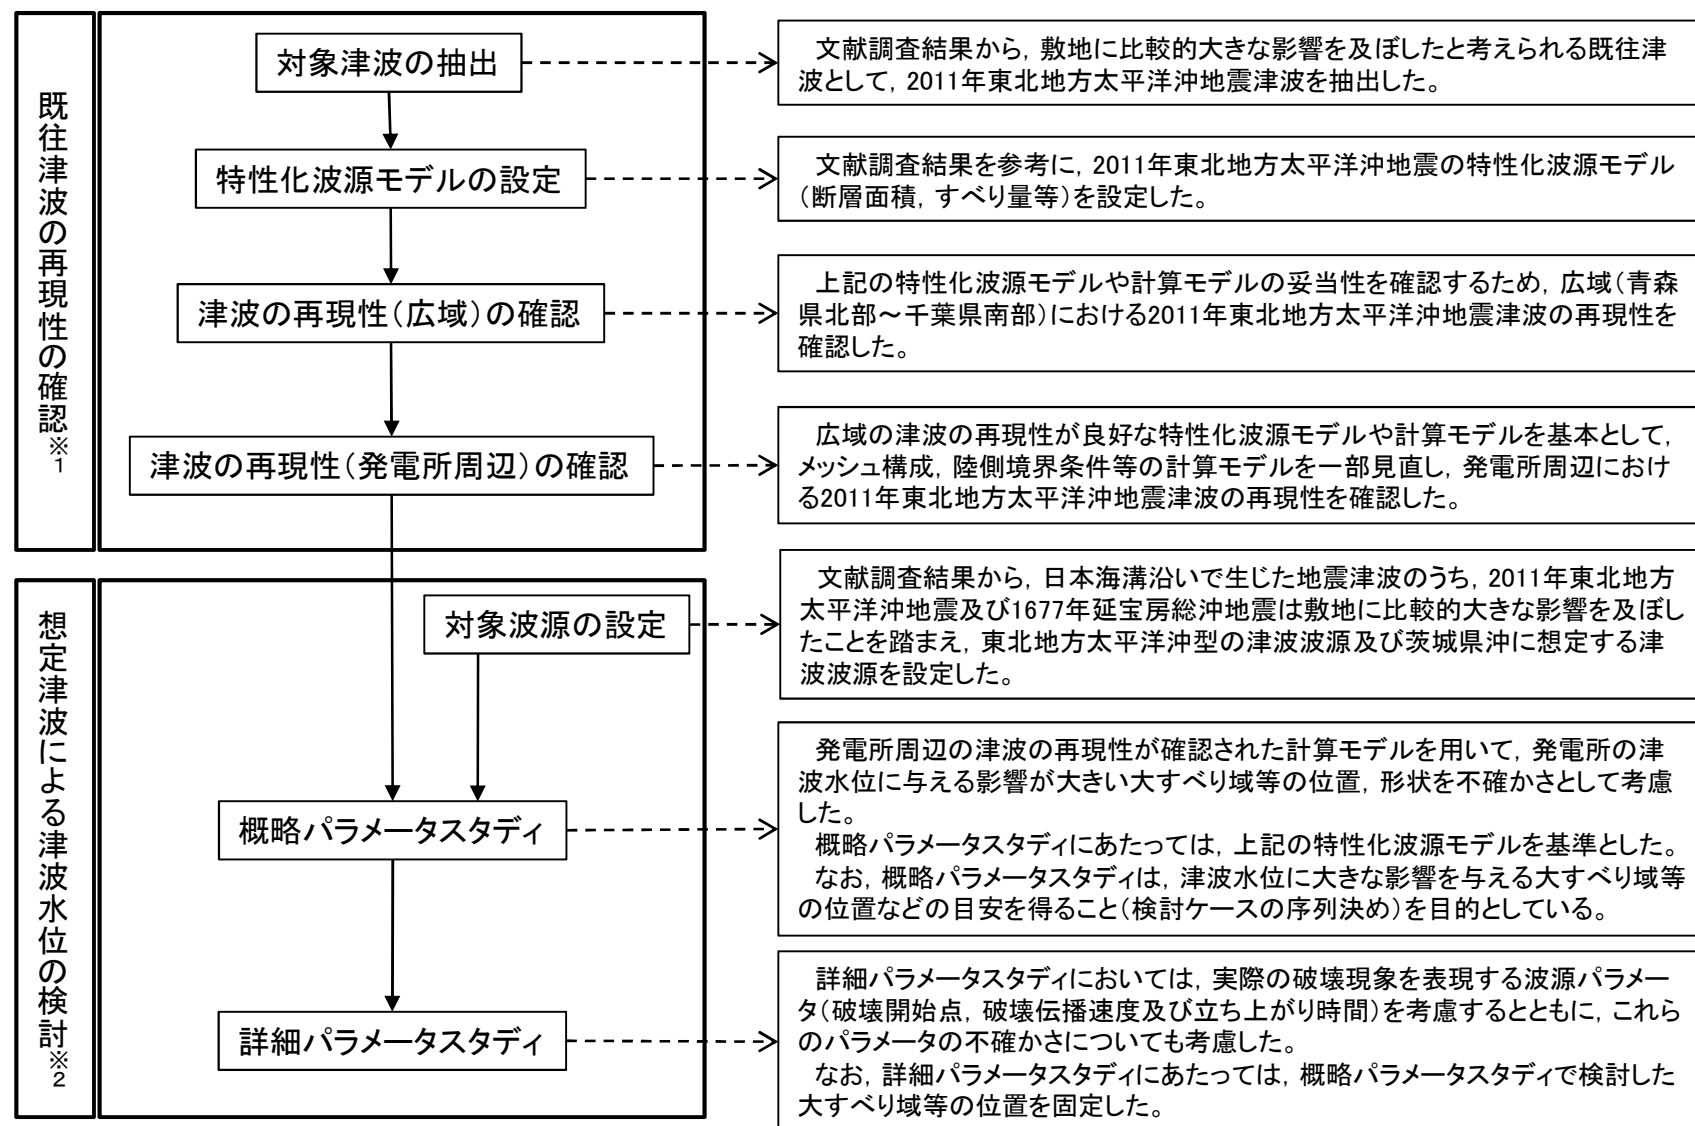 既往津波の再現性の確認※1
対象津波の抽出
文献調査結果から，敷地に比較的大きな影響を及ぼしたと考えられる既往津
波として，2011年東北地方太平洋沖地震津波を抽出した。
特性化波源モデルの設定
文献調査結果を参考に，2011年東北地方太平洋沖地震の特性化波源モデル
（断層面積，すべり量等）を設定した。
津波の再現性（広域）の確認
上記の特性化波源モデルや計算モデルの妥当性を確認するため，広域（青森
県北部～千葉県南部）における2011年東北地方太平洋沖地震津波の再現性を
確認した。
津波の再現性（発電所周辺）の確認
広域の津波の再現性が良好な特性化波源モデルや計算モデルを基本として，
メッシュ構成，陸側境界条件等の計算モデルを一部見直し，発電所周辺におけ
る2011年東北地方太平洋沖地震津波の再現性を確認した。
想定津波による津波水位の検討※2
対象波源の設定
文献調査結果から，日本海溝沿いで生じた地震津波のうち，2011年東北地方
太平洋沖地震及び1677年延宝房総沖地震は敷地に比較的大きな影響を及ぼし
たことを踏まえ，東北地方太平洋沖型の津波波源及び茨城県沖に想定する津
波波源を設定した。
概略パラメータスタディ
発電所周辺の津波の再現性が確認された計算モデルを用いて，発電所の津
波水位に与える影響が大きい大すべり域等の位置，形状を不確かさとして考慮
した。
概略パラメータスタディにあたっては，上記の特性化波源モデルを基準とした。
なお，概略パラメータスタディは，津波水位に大きな影響を与える大すべり域等
の位置などの目安を得ること（検討ケースの序列決め）を目的としている。
詳細パラメータスタディ
詳細パラメータスタディにおいては，実際の破壊現象を表現する波源パラメー
タ（破壊開始点，破壊伝播速度及び立ち上がり時間）を考慮するとともに，これら
のパラメータの不確かさについても考慮した。
なお，詳細パラメータスタディにあたっては，概略パラメータスタディで検討した
大すべり域等の位置を固定した。